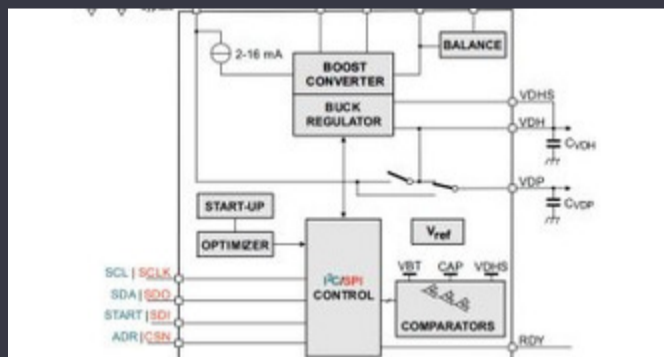 2-16 mA
BALANCE
BOOST
CONVERTER
BUCK
REGULATOR
VDHS
VDH
CVDH
VDP
CVDP
START-UP
OPTIMIZER
Vref
SCL | SCLK
SDA | SDO
START | SDI
ADR | CSN
I²C/SPI
CONTROL
VBT CAP VDHS
COMPARATORS
RDY